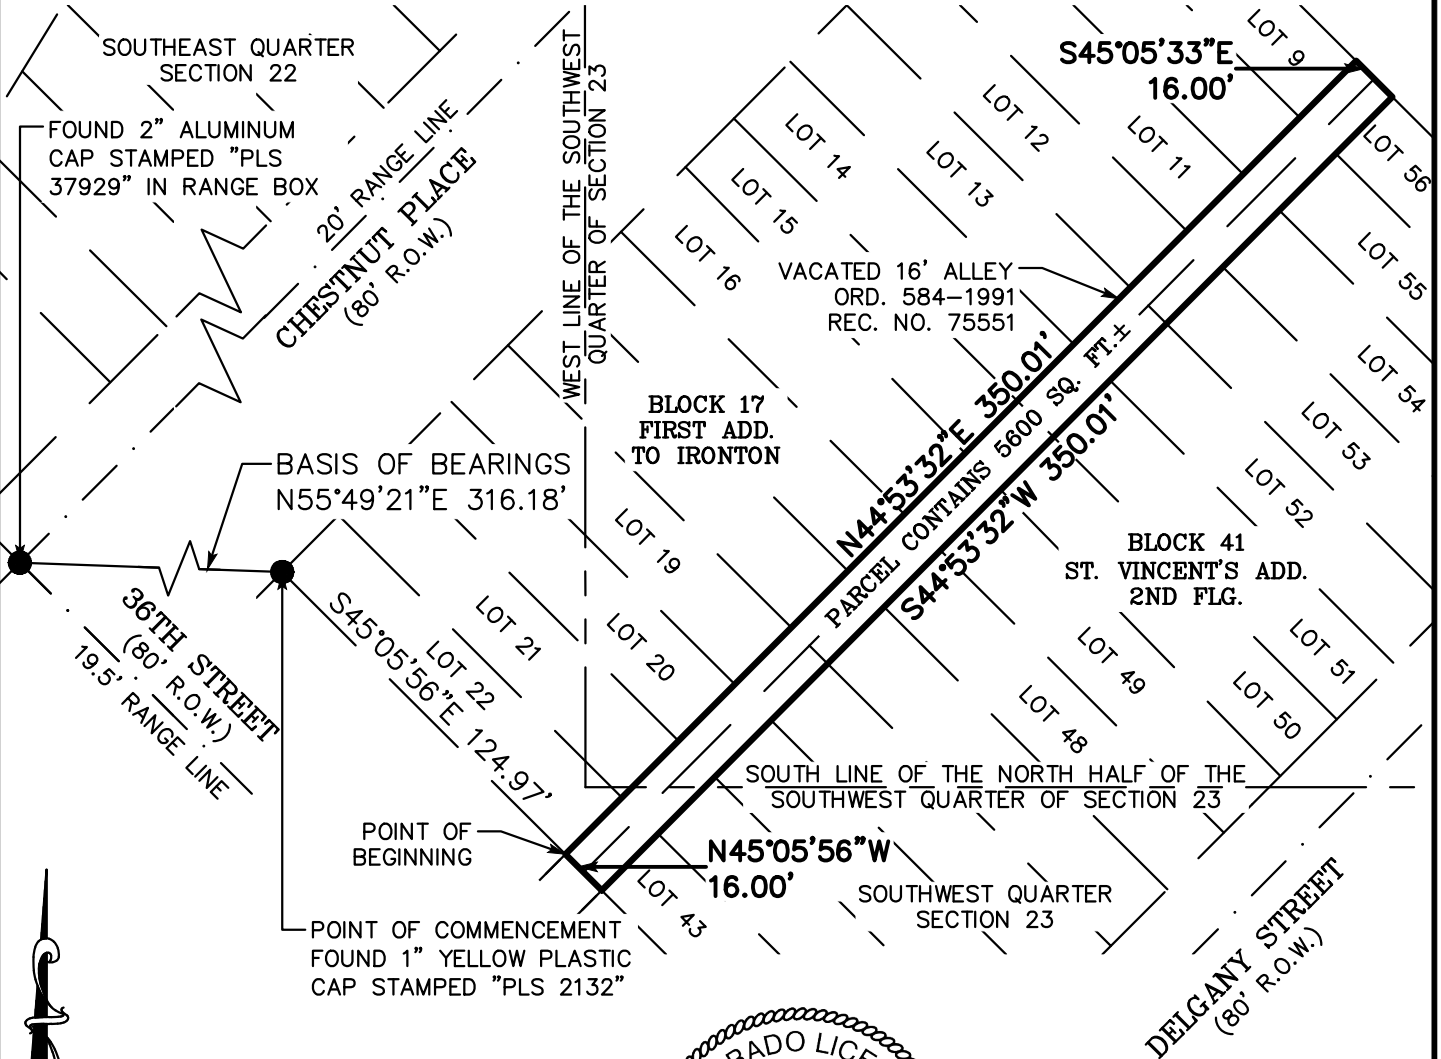 SOUTHEAST QUARTER
SECTION 22
FOUND 2" ALUMINUM
CAP STAMPED "PLS
37929" IN RANGE BOX
20' RANGE LINE
CHESTNUT PLACE
(80' R.O.W.)
WEST LINE OF THE SOUTHWEST
QUARTER OF SECTION 23
S45°05'33"E
16.00'
LOT 9
LOT 56
LOT 12
LOT 11
LOT 14
LOT 13
LOT 15
LOT 16
LOT 55
VACATED 16' ALLEY
ORD. 584-1991
REC. NO. 75551
LOT 54
BLOCK 17
FIRST ADD.
TO IRONTON
N44°53'32"E 350.01'
PARCEL CONTAINS 5600 SQ. FT.±
S44°53'32"W 350.01'
LOT 53
LOT 52
BASIS OF BEARINGS
N55°49'21"E 316.18'
LOT 19
BLOCK 41
ST. VINCENT'S ADD.
2ND FLG.
36TH STREET
(80' R.O.W.)
19.5' RANGE LINE
S45°05'56"E 124.97'
LOT 21
LOT 22
LOT 20
LOT 51
LOT 49
LOT 50
LOT 48
SOUTH LINE OF THE NORTH HALF OF THE
SOUTHWEST QUARTER OF SECTION 23
POINT OF
BEGINNING
N45°05'56"W
16.00'
LOT 43
SOUTHWEST QUARTER
SECTION 23
POINT OF COMMENCEMENT
FOUND 1" YELLOW PLASTIC
CAP STAMPED "PLS 2132"
DELGANY STREET
(80' R.O.W.)
RADO LICE